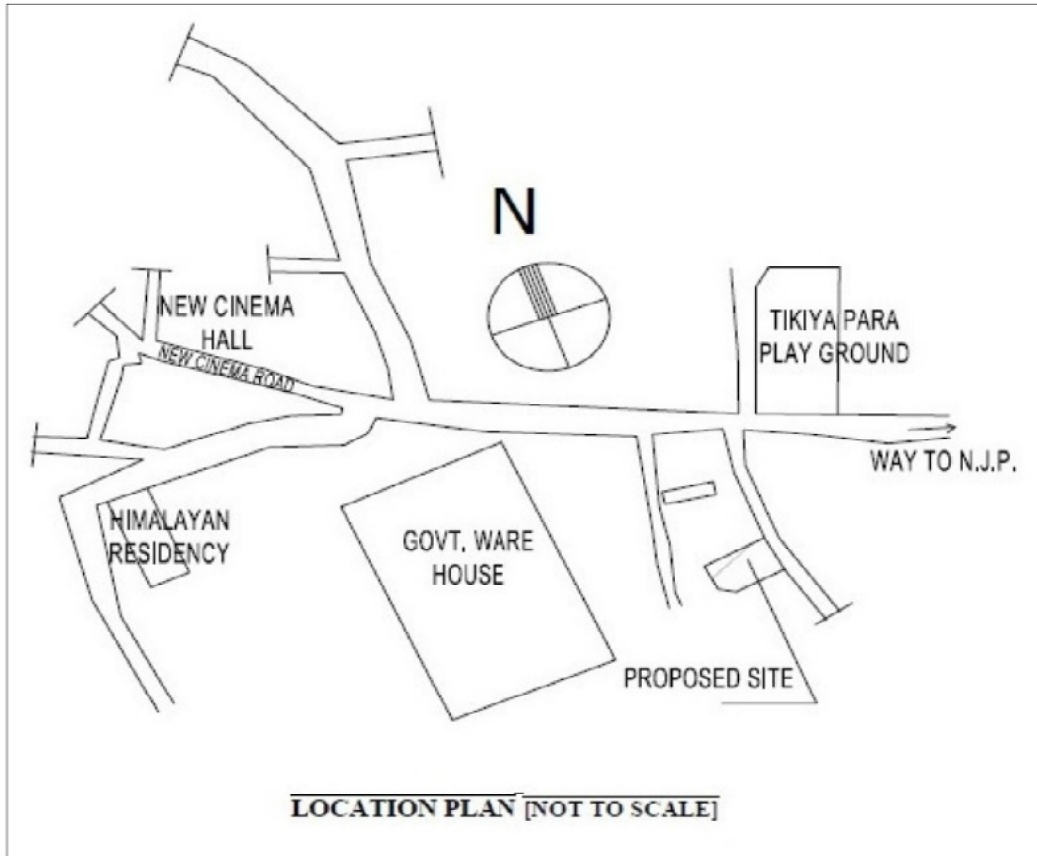 N
NEW CINEMA
HALL
NEW CINEMA ROAD
TIKIYA PARA
PLAY GROUND
WAY TO N.J.P.
HIMALAYAN
RESIDENCY
GOVT. WARE
HOUSE
PROPOSED SITE
LOCATION PLAN [NOT TO SCALE]